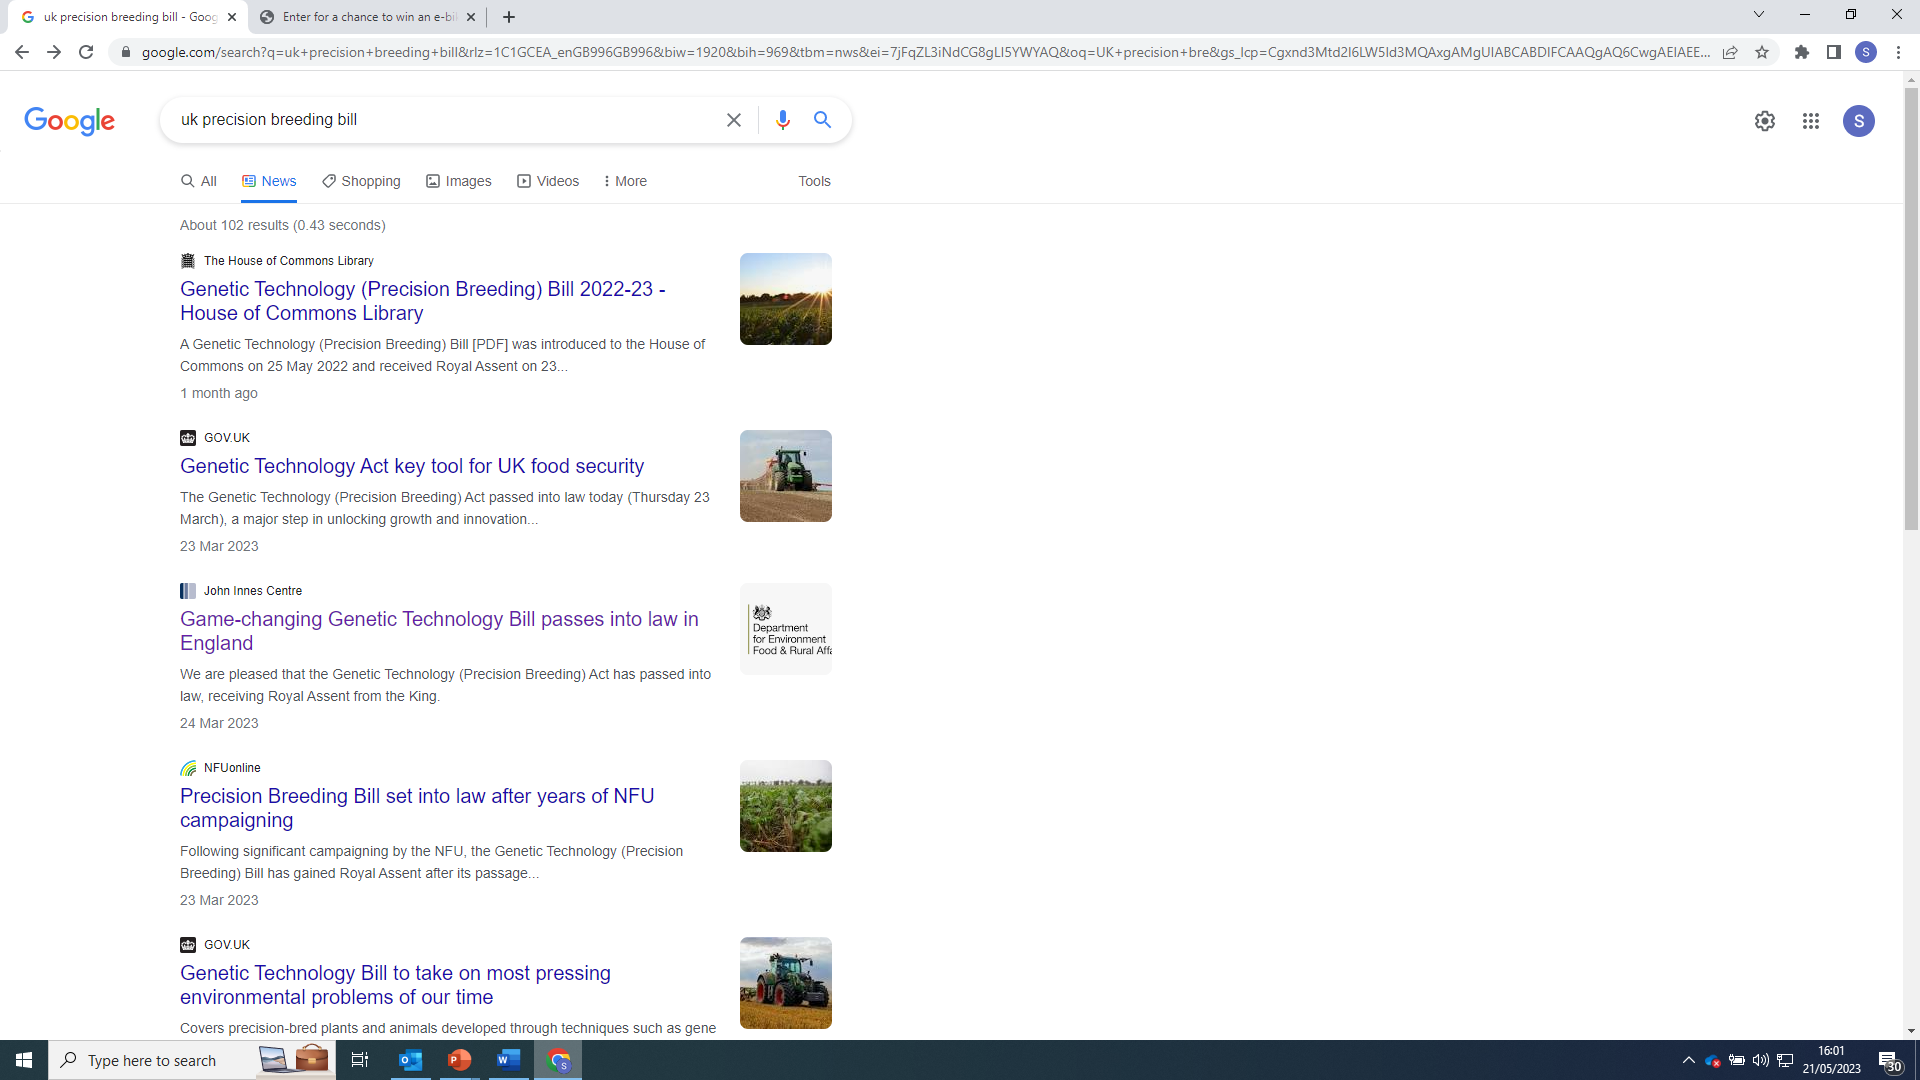 uk precision breeding bill - Goog
Enter for a chance to win an e-bik
google.com/search?q=uk+precision+breeding+bill&rlz=1C1GCEA_enGB996GB996&biw=1920&bih=969&tbm=nws&ei=7jFqZL3iNdCG8gLI5YWYAQ&oq=UK+precision+bre&gs_lcp=Cgxnd3Mtd2l6LW5ld3MQAxgAMgUIABCABDIFCAAQgAQ6CwgAEIAEE...
S
Google
uk precision breeding bill
S
All News Shopping Images Videos More Tools
About 102 results (0.43 seconds)
The House of Commons Library
Genetic Technology (Precision Breeding) Bill 2022-23 -
House of Commons Library
A Genetic Technology (Precision Breeding) Bill [PDF] was introduced to the House of
Commons on 25 May 2022 and received Royal Assent on 23...
1 month ago
GOV.UK
Genetic Technology Act key tool for UK food security
The Genetic Technology (Precision Breeding) Act passed into law today (Thursday 23
March), a major step in unlocking growth and innovation...
23 Mar 2023
John Innes Centre
Game-changing Genetic Technology Bill passes into law in
England
We are pleased that the Genetic Technology (Precision Breeding) Act has passed into
law, receiving Royal Assent from the King.
24 Mar 2023
Department
for Environment
Food & Rural Affa
NFUonline
Precision Breeding Bill set into law after years of NFU
campaigning
Following significant campaigning by the NFU, the Genetic Technology (Precision
Breeding) Bill has gained Royal Assent after its passage...
23 Mar 2023
GOV.UK
Genetic Technology Bill to take on most pressing
environmental problems of our time
Covers precision-bred plants and animals developed through techniques such as gene
Type here to search
16:01
21/05/2023
30